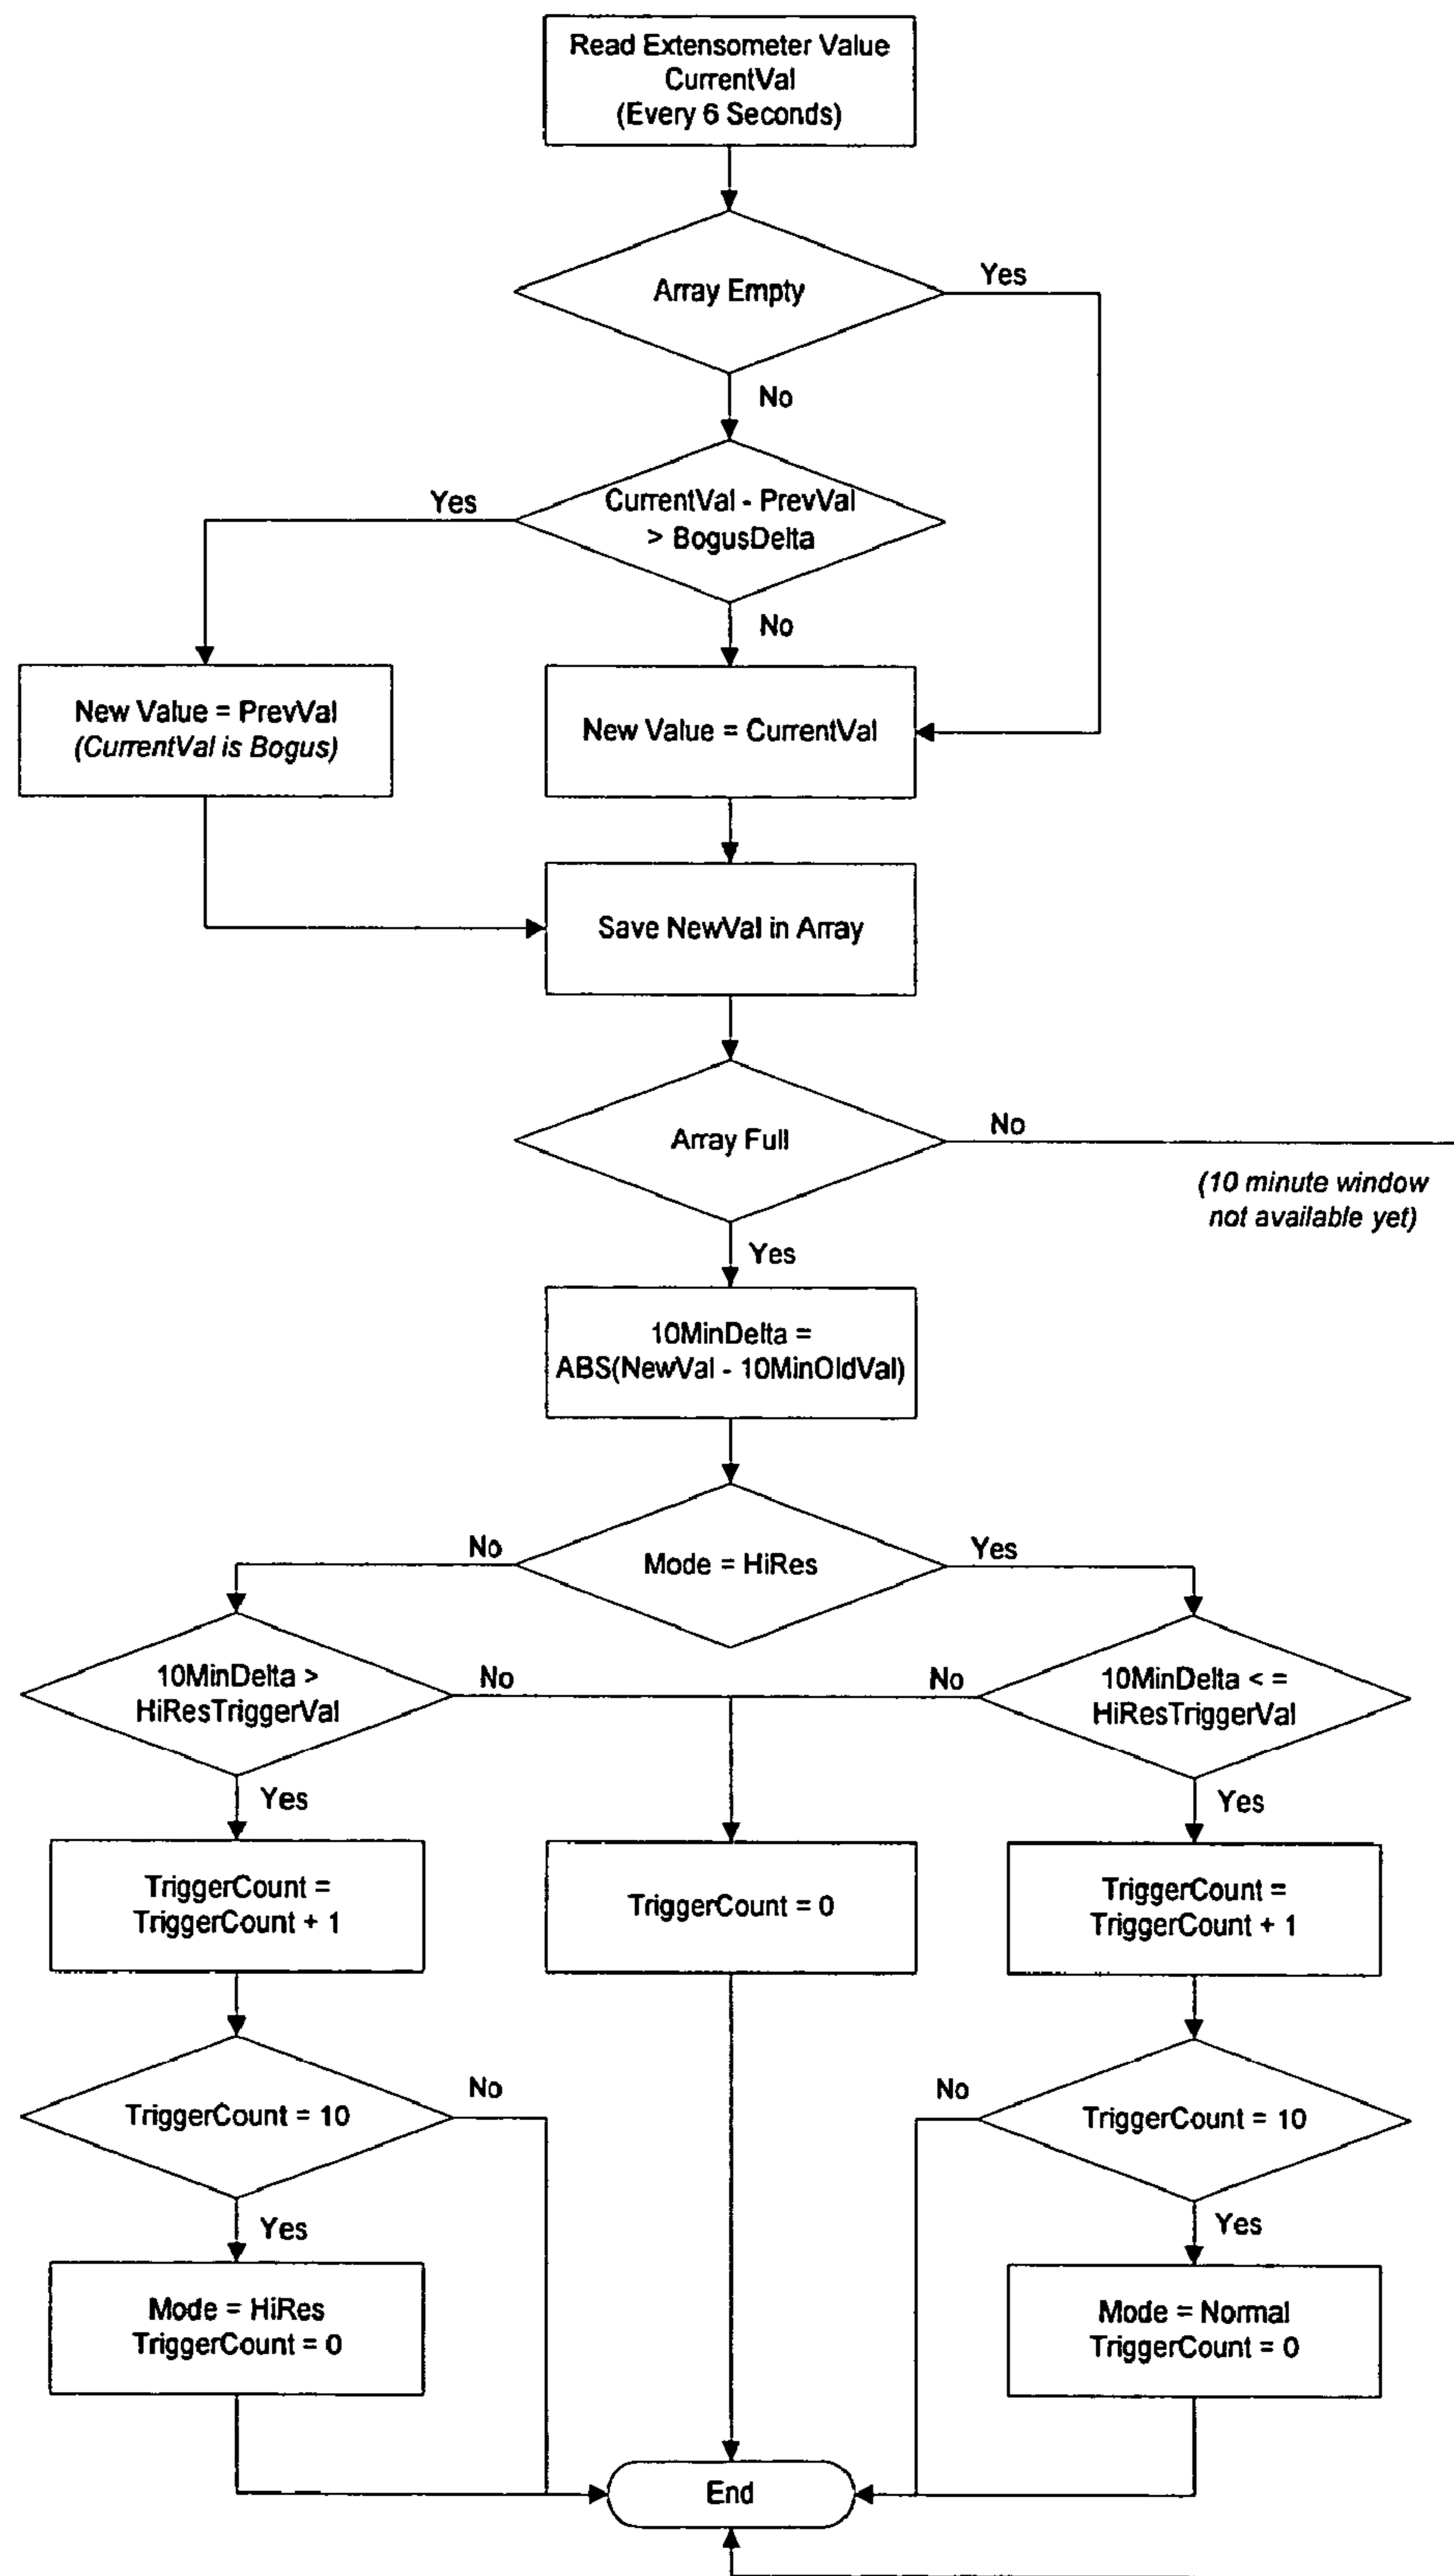 Read Extensometer Value
CurrentVal
(Every 6 Seconds)
Array Empty
Yes
No
CurrentVal - PrevVal
> BogusDelta
Yes
No
New Value = PrevVal
(CurrentVal is Bogus)
New Value = CurrentVal
Save NewVal in Array
Array Full
No
(10 minute window
not available yet)
Yes
10MinDelta =
ABS(NewVal - 10MinOldVal)
Mode = HiRes
No
Yes
10MinDelta >
HiResTriggerVal
No
No
10MinDelta < =
HiResTriggerVal
Yes
Yes
TriggerCount =
TriggerCount + 1
TriggerCount = 0
TriggerCount =
TriggerCount + 1
TriggerCount = 10
No
No
TriggerCount = 10
Yes
Yes
Mode = HiRes
TriggerCount = 0
Mode = Normal
TriggerCount = 0
End